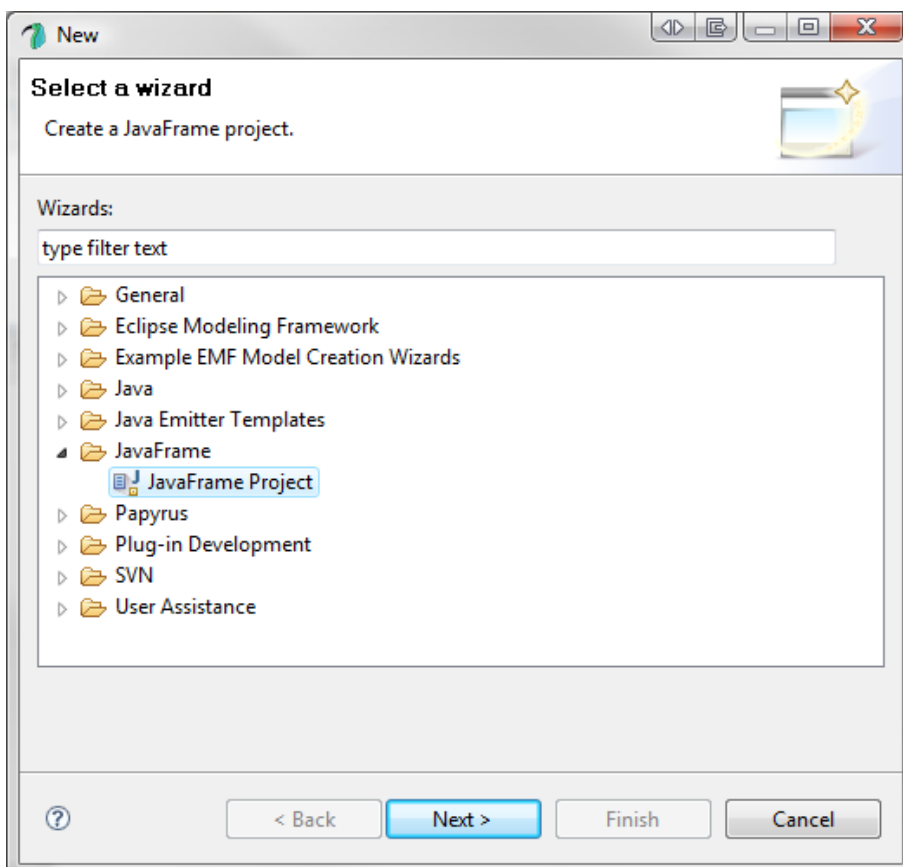 New
Select a wizard
Create a JavaFrame project.
Wizards:
type filter text
General
Eclipse Modeling Framework
Example EMF Model Creation Wizards
Java
Java Emitter Templates
JavaFrame
JavaFrame Project
Papyrus
Plug-in Development
SVN
User Assistance
< Back Next > Finish Cancel